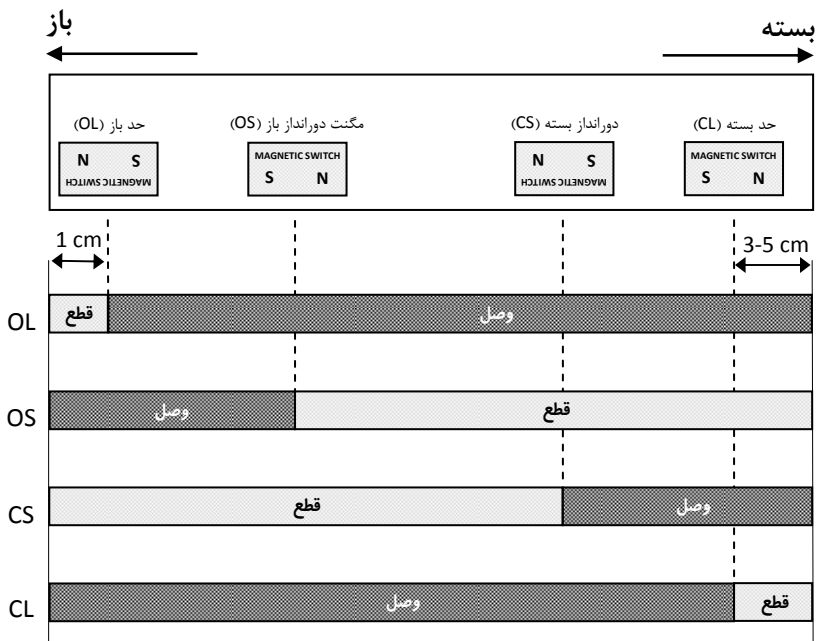 باز
بسته
حد باز (OL)
مگنت دورانداز باز (OS)
دورانداز بسته (CS)
حد بسته (CL)
N S
MAGNETIC SWITCH
MAGNETIC SWITCH
S N
N S
MAGNETIC SWITCH
MAGNETIC SWITCH
S N
1 cm
3-5 cm
OL
قطع
وصل
OS
وصل
قطع
CS
قطع
وصل
CL
وصل
قطع